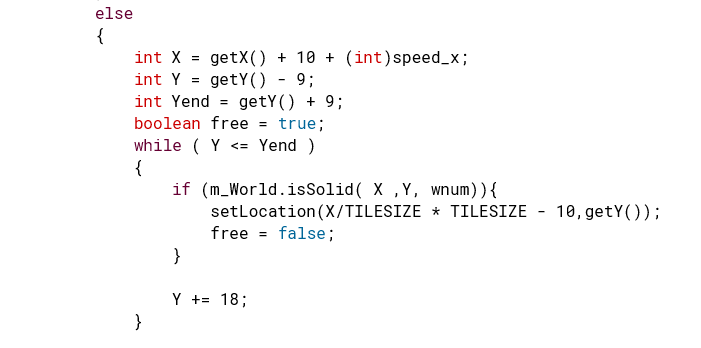 else
{
int X = getX() + 10 + (int)speed_x;
int Y = getY() - 9;
int Yend = getY() + 9;
boolean free = true;
while ( Y <= Yend )
{
if (m_World.isSolid( X ,Y, wnum)){
setLocation(X/TILESIZE * TILESIZE - 10,getY());
free = false;
}
Y += 18;
}